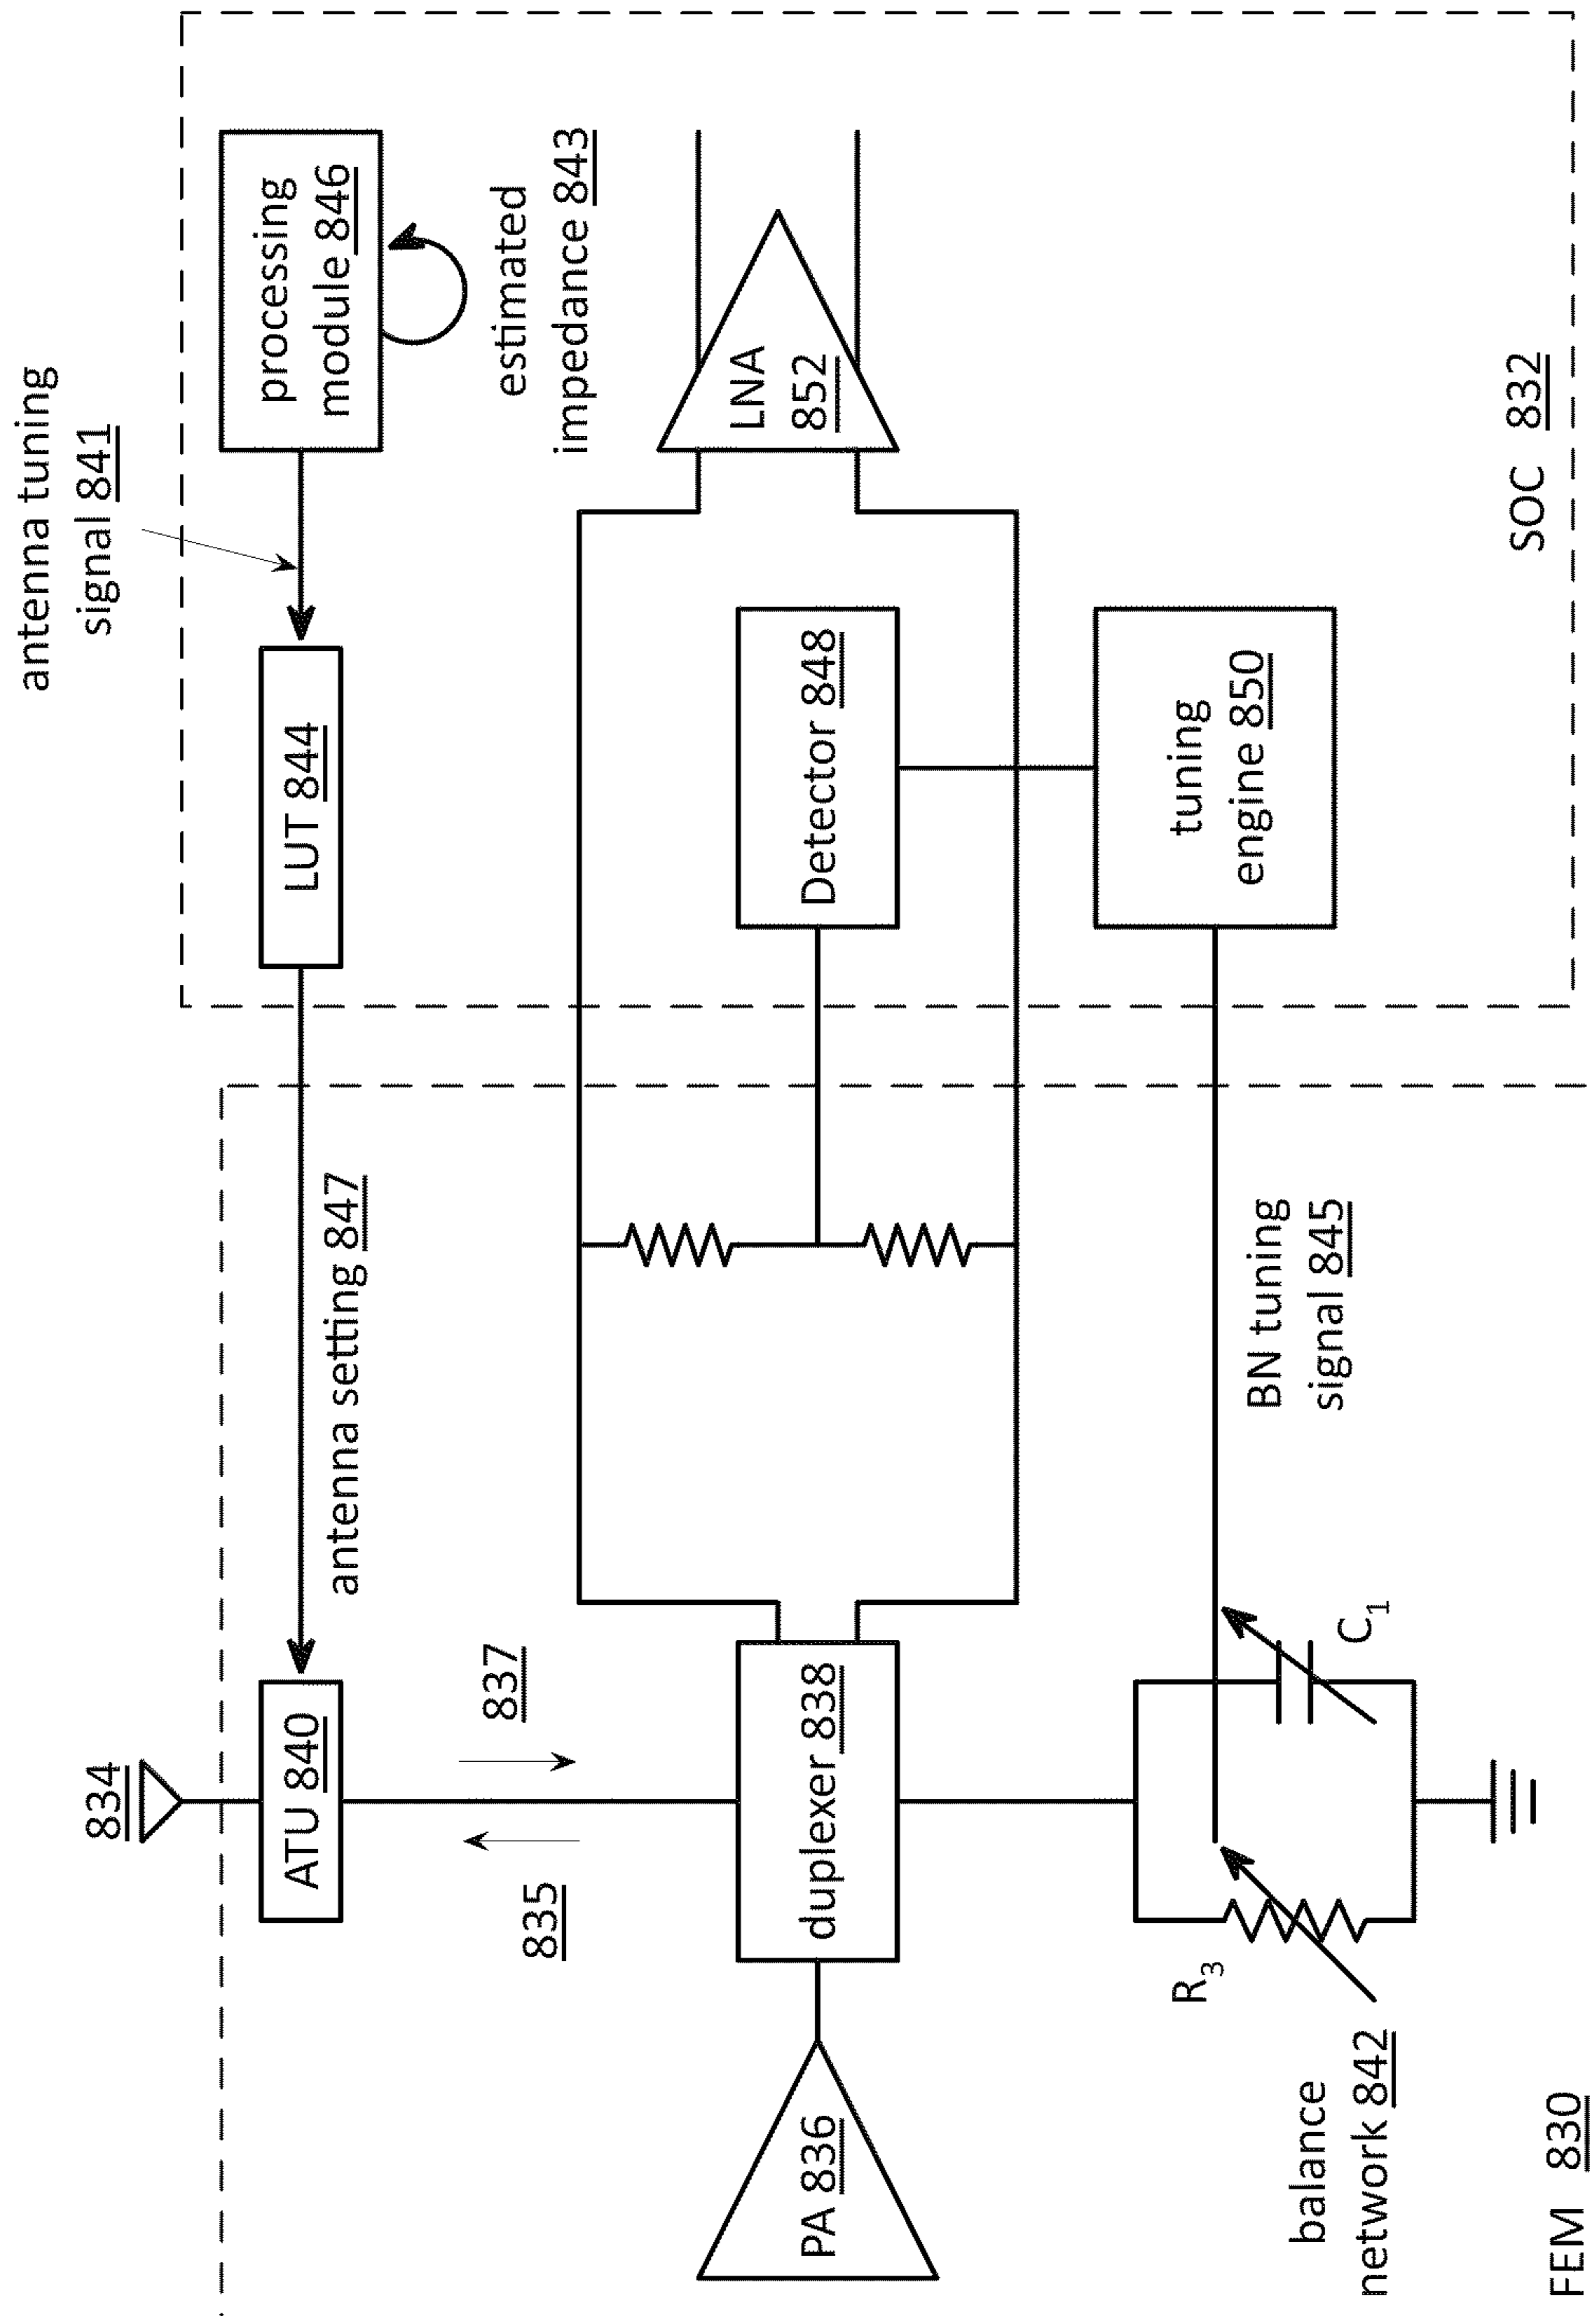 antenna tuning
signal 841
834
ATU 840
antenna setting 847
LUT 844
processing
module 846
835
837
estimated
impedance 843
PA 836
duplexer 838
Detector 848
LNA
852
R3
C1
balance
network 842
BN tuning
signal 845
tuning
engine 850
FEM 830
SOC 832